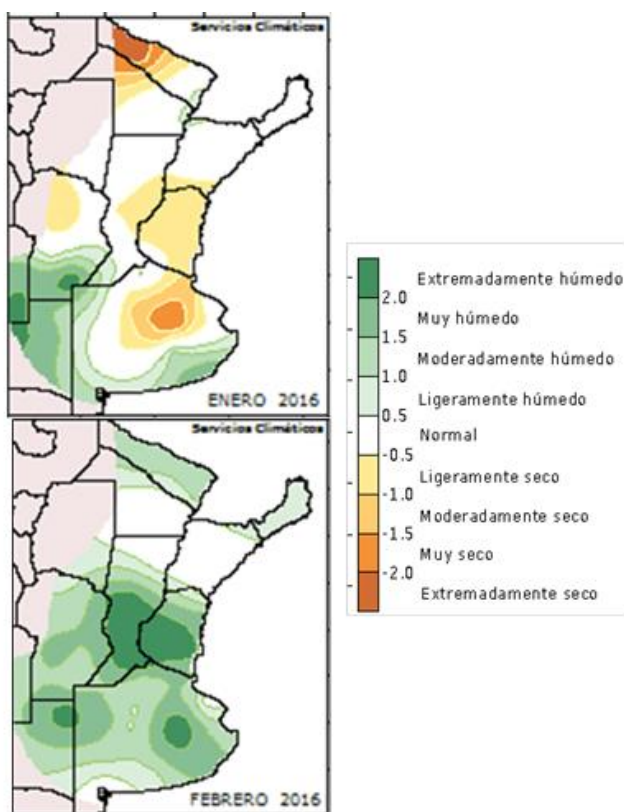 Servicios Climáticos
ENERO 2016
Servicios Climáticos
FEBRERO 2016
Extremadamente húmedo
2.0
Muy húmedo
1.5
Moderadamente húmedo
1.0
Ligeramente húmedo
0.5
Normal
-0.5
Ligeramente seco
-1.0
Moderadamente seco
-1.5
Muy seco
-2.0
Extremadamente seco